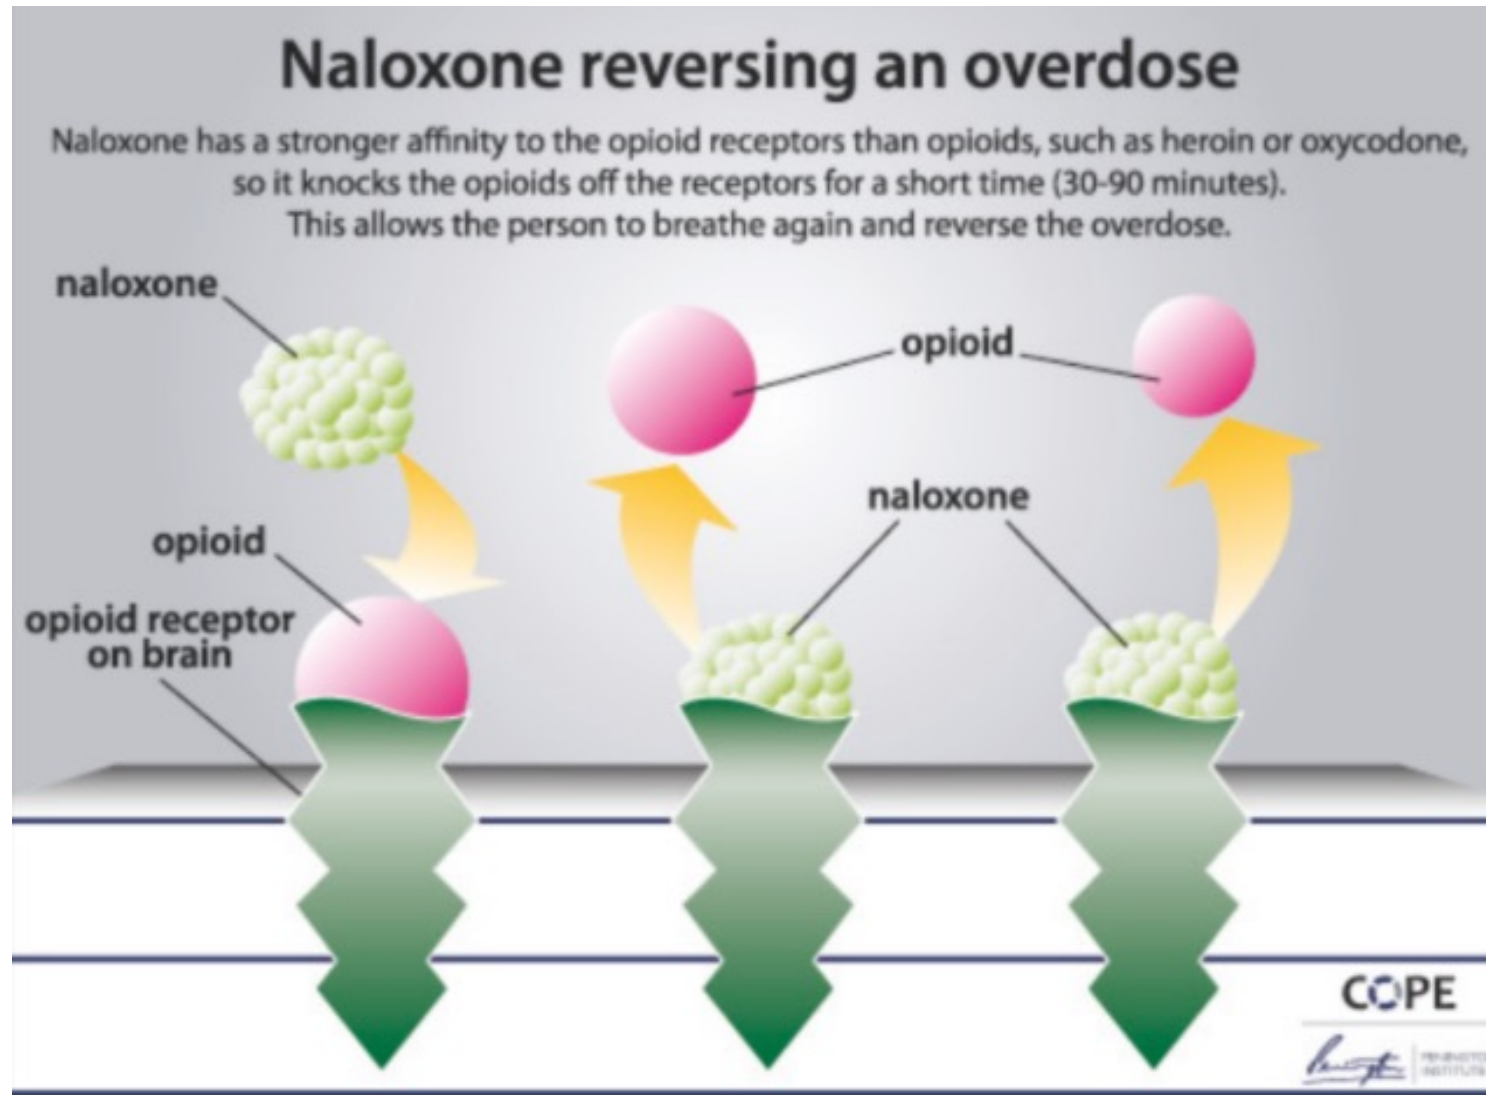 Naloxone reversing an overdose
Naloxone has a stronger affinity to the opioid receptors than opioids, such as heroin or oxycodone,
so it knocks the opioids off the receptors for a short time (30-90 minutes).
This allows the person to breathe again and reverse the overdose.
naloxone
opioid
naloxone
opioid
opioid receptor
on brain
COPE
INSTITUTE